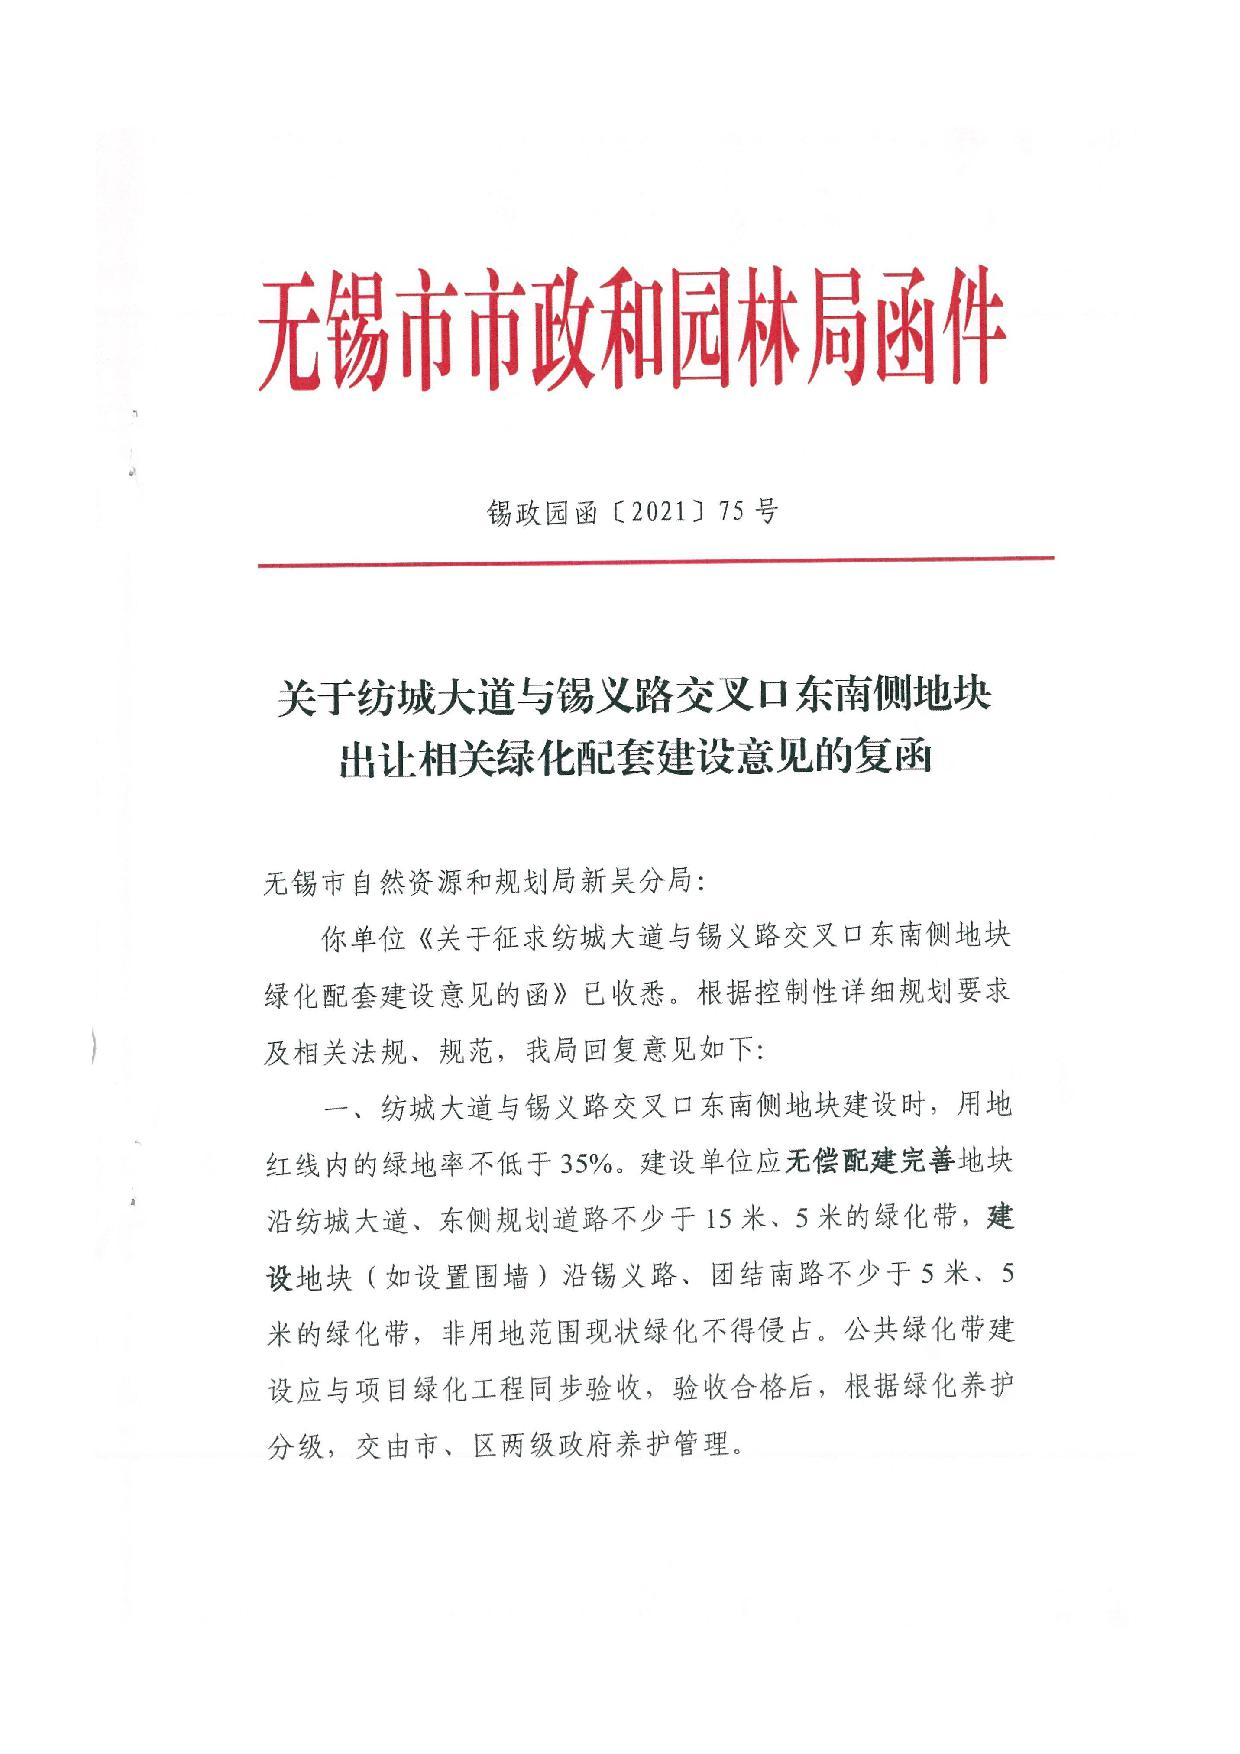 无锡市市政和园林局函件
锡政园函〔2021〕75 号
关于纺城大道与锡义路交叉口东南侧地块
出让相关绿化配套建设意见的复函
无锡市自然资源和规划局新吴分局：
你单位《关于征求纺城大道与锡义路交叉口东南侧地块
绿化配套建设意见的函》已收悉。根据控制性详细规划要求
及相关法规、规范，我局回复意见如下：
一、纺城大道与锡义路交叉口东南侧地块建设时，用地
红线内的绿地率不低于 35%。建设单位应无偿配建完善地块
沿纺城大道、东侧规划道路不少于 15 米、5 米的绿化带，建
设地块（如设置围墙）沿锡义路、团结南路不少于 5 米、5
米的绿化带，非用地范围现状绿化不得侵占。公共绿化带建
设应与项目绿化工程同步验收，验收合格后，根据绿化养护
分级，交由市、区两级政府养护管理。